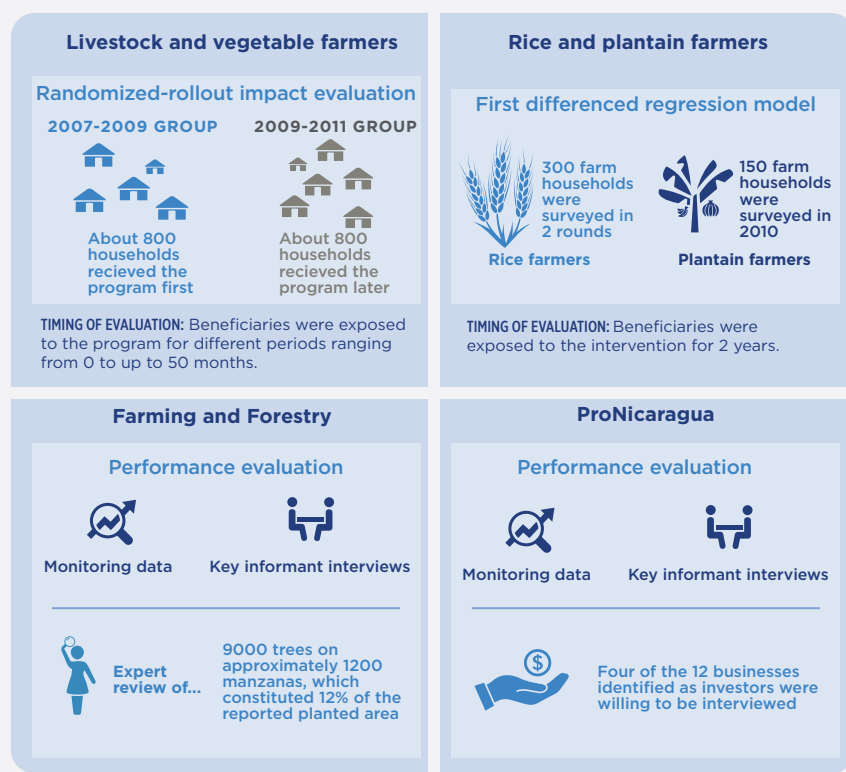 Livestock and vegetable farmers
Randomized-rollout impact evaluation
2007-2009 GROUP
About 800
households
recieved the
program first
2009-2011 GROUP
About 800
households
recieved the
program later
TIMING OF EVALUATION: Beneficiaries were exposed
to the program for different periods ranging
from 0 to up to 50 months.
Rice and plantain farmers
First differenced regression model
300 farm
households
were
surveyed in
2 rounds
Rice farmers
150 farm
households
were
surveyed in
2010
Plantain farmers
TIMING OF EVALUATION: Beneficiaries were
exposed to the intervention for 2 years.
Farming and Forestry
Performance evaluation
Monitoring data
Key informant interviews
Expert
review of...
9000 trees on
approximately 1200
manzanas, which
constituted 12% of the
reported planted area
ProNicaragua
Performance evaluation
Monitoring data
Key informant interviews
$
Four of the 12 businesses
identified as investors were
willing to be interviewed